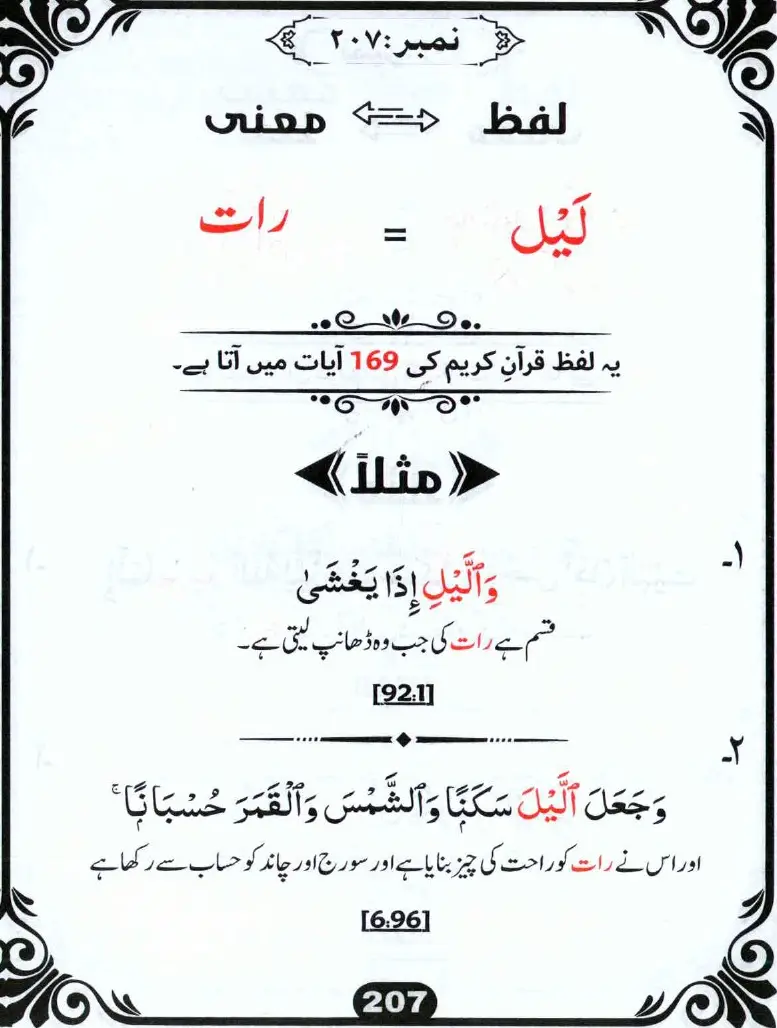 نمبر:۲۰۷
لفظ معنی
لَیْل = رات
یہ لفظ قرآنِ کریم کی 169 آیات میں آتا ہے۔
مثلاً
۱-
وَٱلَّيْلِ إِذَا يَغْشَىٰ
قسم ہے رات کی جب وہ ڈھانپ لیتی ہے۔
[92:1]
۲-
وَجَعَلَ ٱلَّيْلَ سَكَنًا وَٱلشَّمْسَ وَٱلْقَمَرَ حُسْبَانًا ۚ
اور اس نے رات کو راحت کی چیز بنایا ہے اور سورج اور چاند کو حساب سے رکھا ہے
[6:96]
207